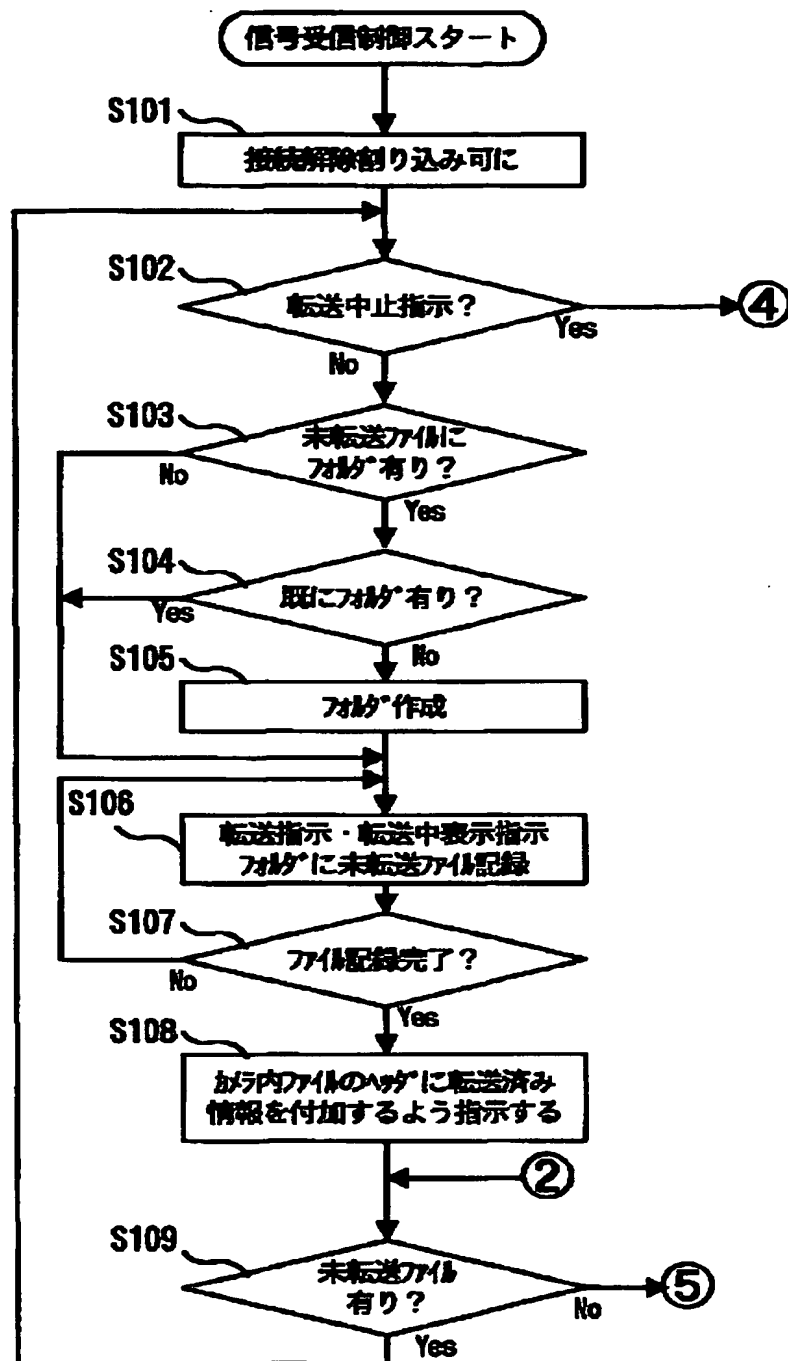 信号受信制御スタート
S101
接続解除割り込み可に
S102
転送中止指示？
Yes
④
No
S103
未転送ファイルに
フォルダ有り？
No
Yes
S104
既にフォルダ有り？
Yes
No
S105
フォルダ作成
S106
転送指示・転送中表示指示
フォルダに未転送ファイル記録
S107
ファイル記録完了？
No
Yes
S108
カメラ内ファイルのヘッダに転送済み
情報を付加するよう指示する
②
S109
未転送ファイル
有り？
No
⑤
Yes